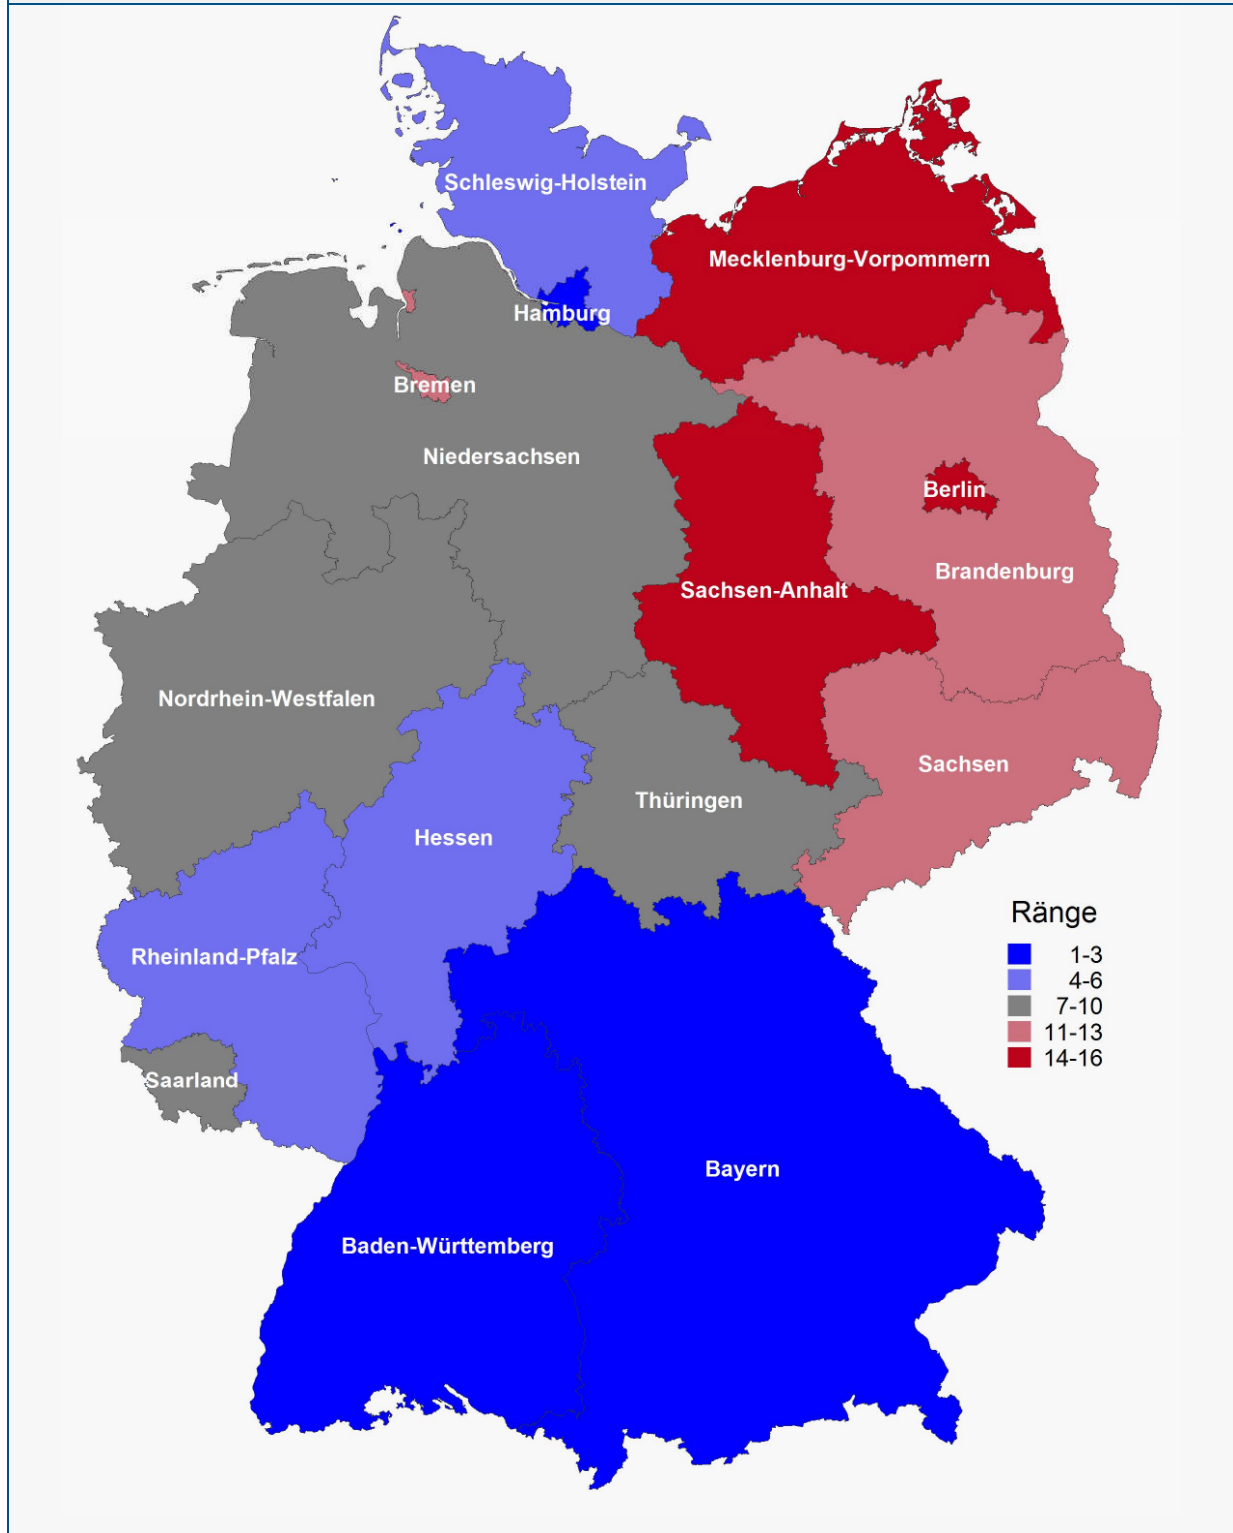 Schleswig-Holstein
Mecklenburg-Vorpommern
Hamburg
Bremen
Niedersachsen
Berlin
Brandenburg
Sachsen-Anhalt
Nordrhein-Westfalen
Sachsen
Thüringen
Hessen
Rheinland-Pfalz
Saarland
Bayern
Baden-Württemberg
Ränge
1-3
4-6
7-10
11-13
14-16